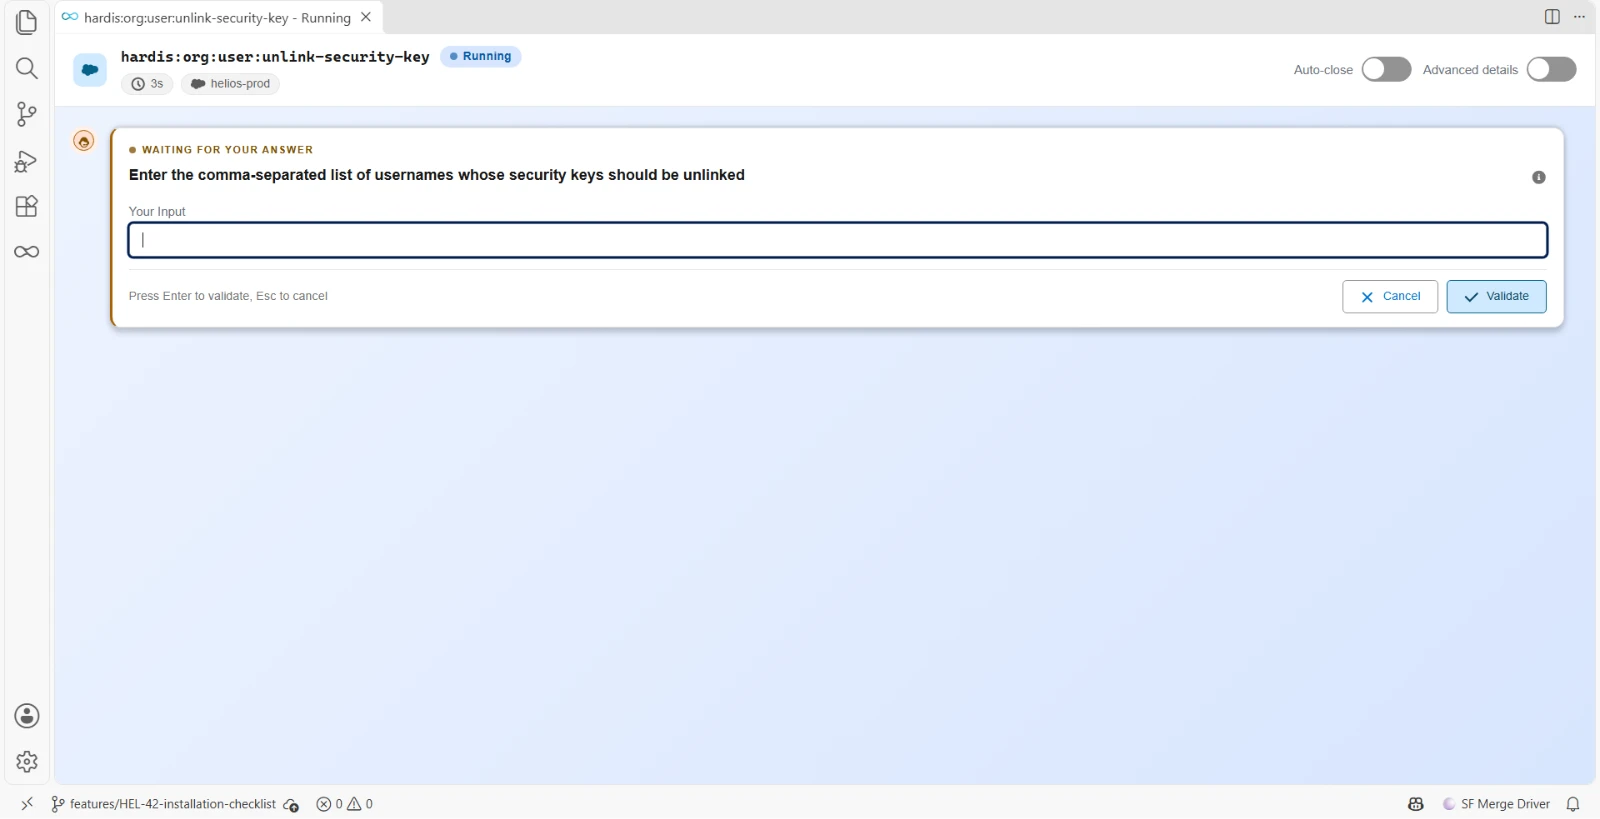 hardis:org:user:unlink-security-key - Running
hardis:org:user:unlink-security-key
Running
3s
helios-prod
Auto-close
Advanced details
WAITING FOR YOUR ANSWER
Enter the comma-separated list of usernames whose security keys should be unlinked
Your Input
Press Enter to validate, Esc to cancel
Cancel
Validate
features/HEL-42-installation-checklist
0
0
SF Merge Driver